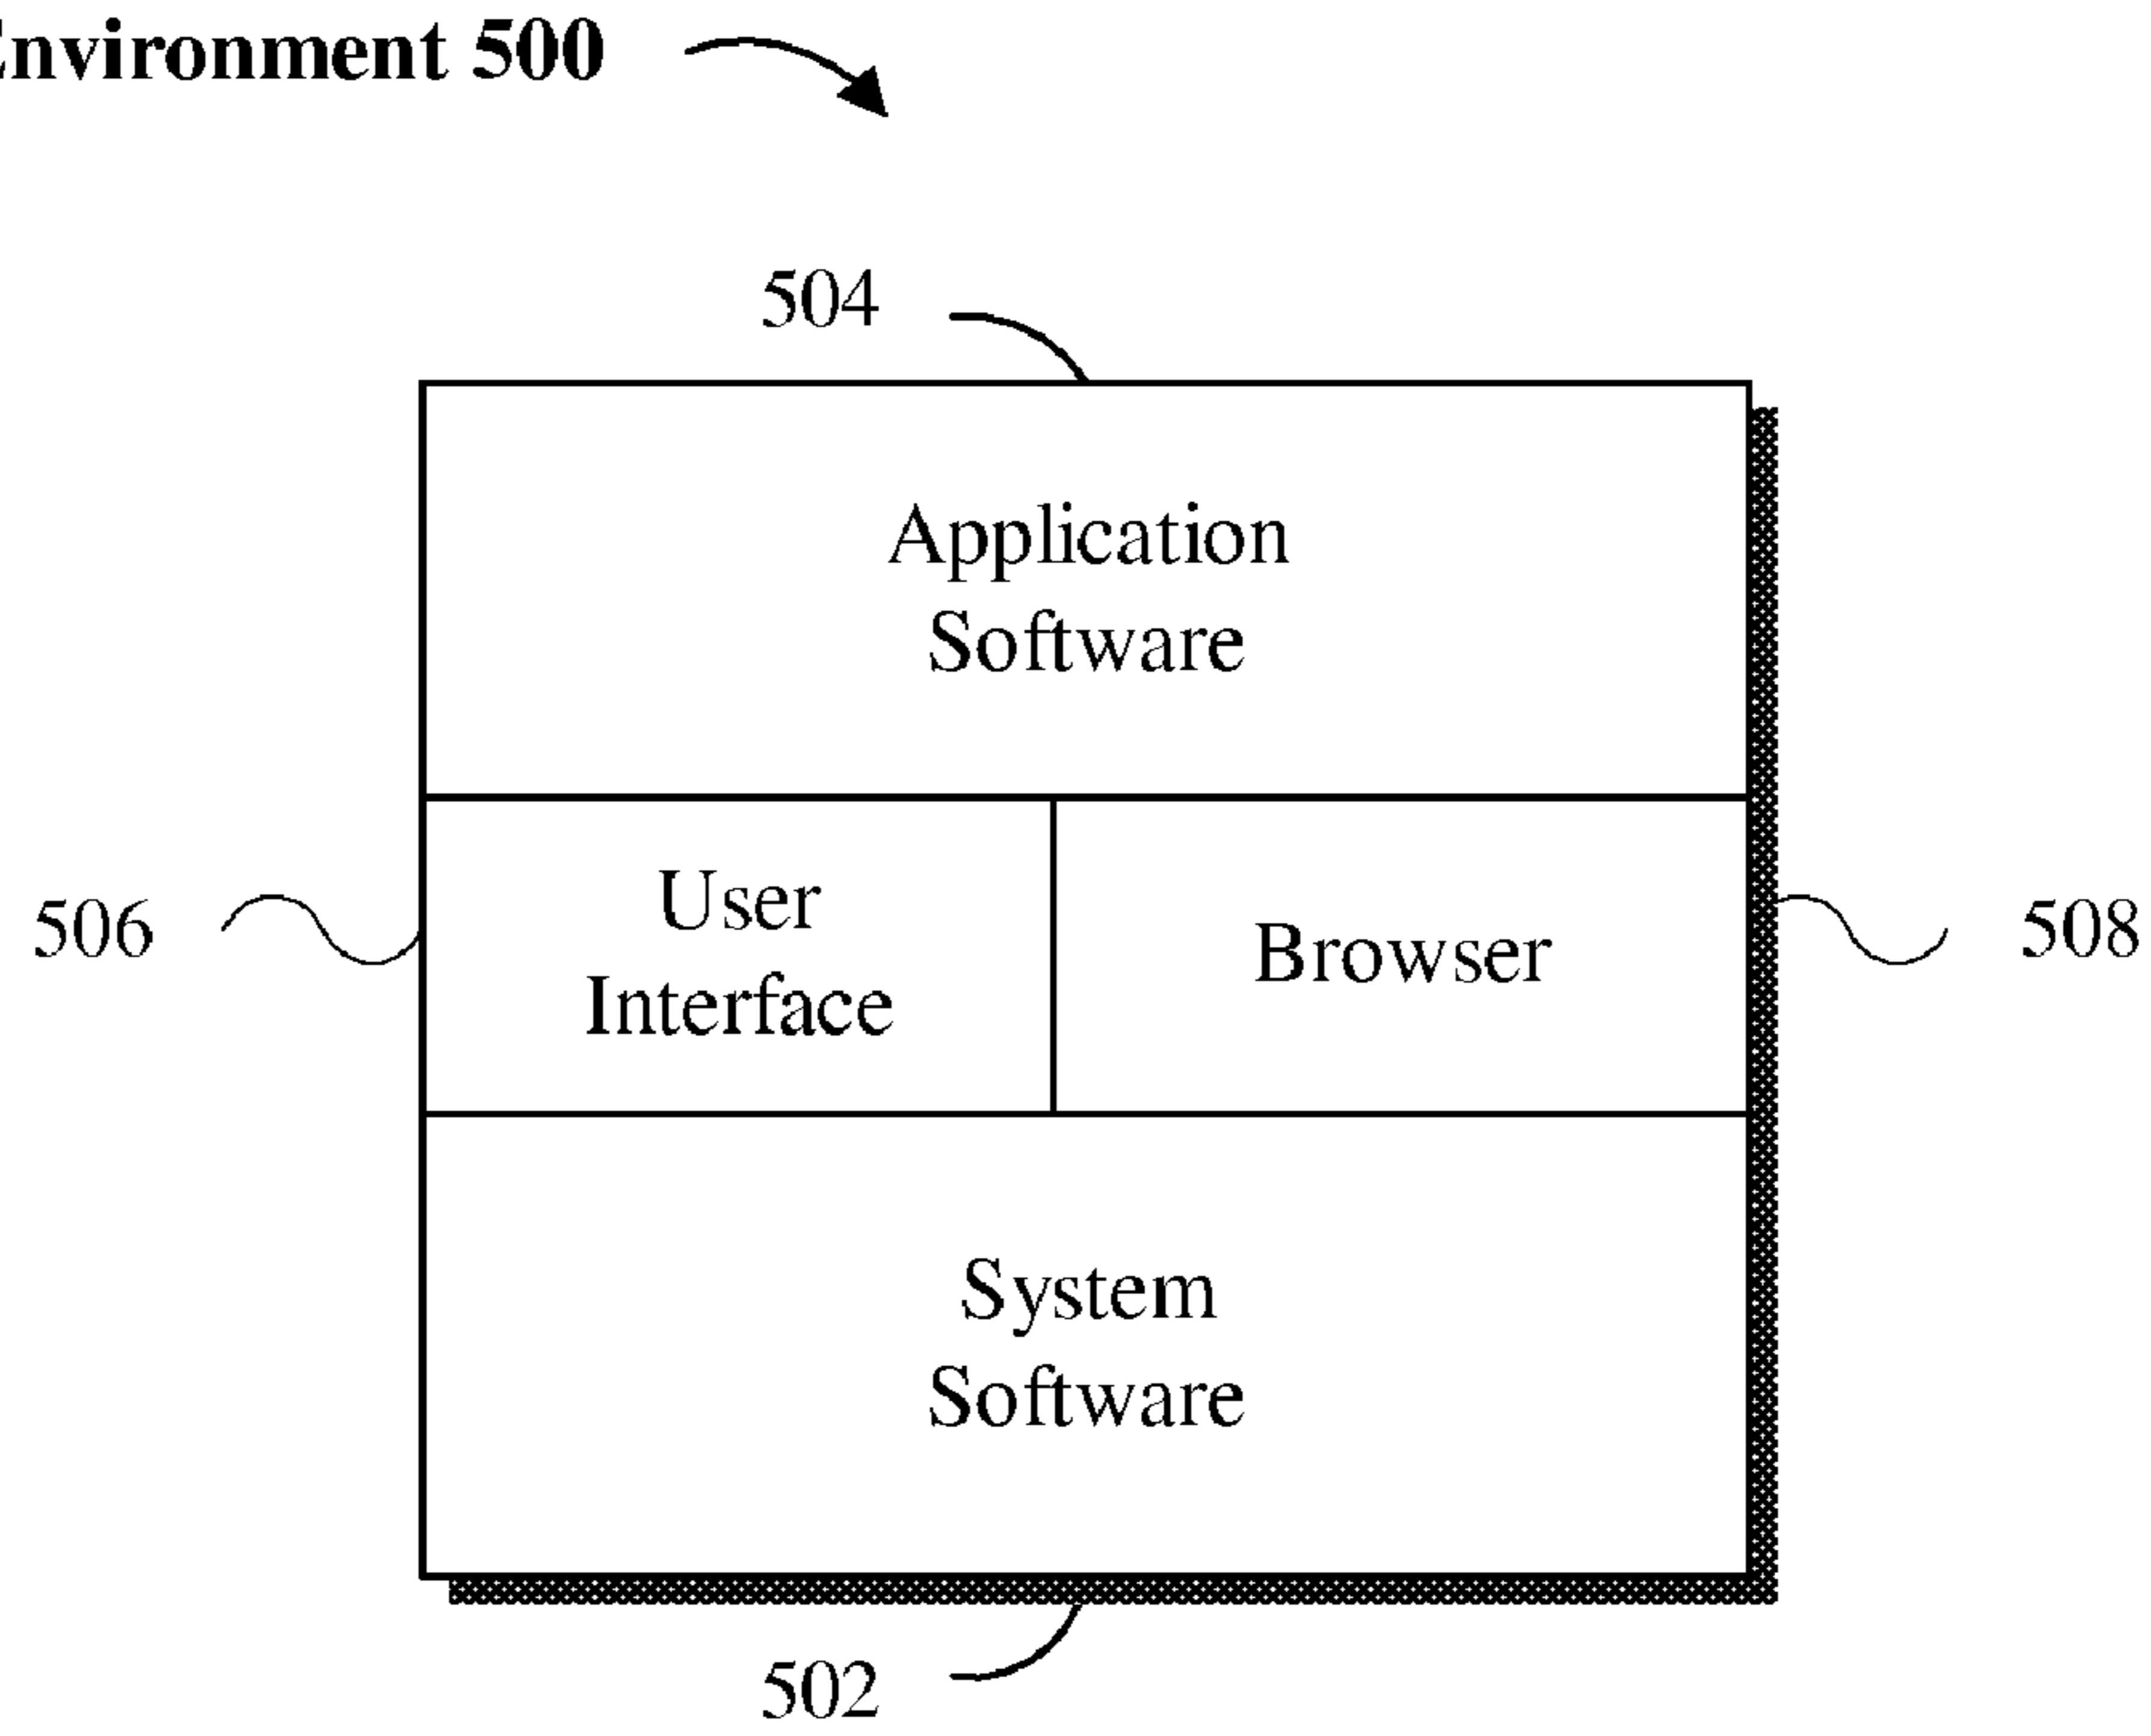 nvironment 500
504
Application
Software
506
User
Interface
Browser
508
System
Software
502